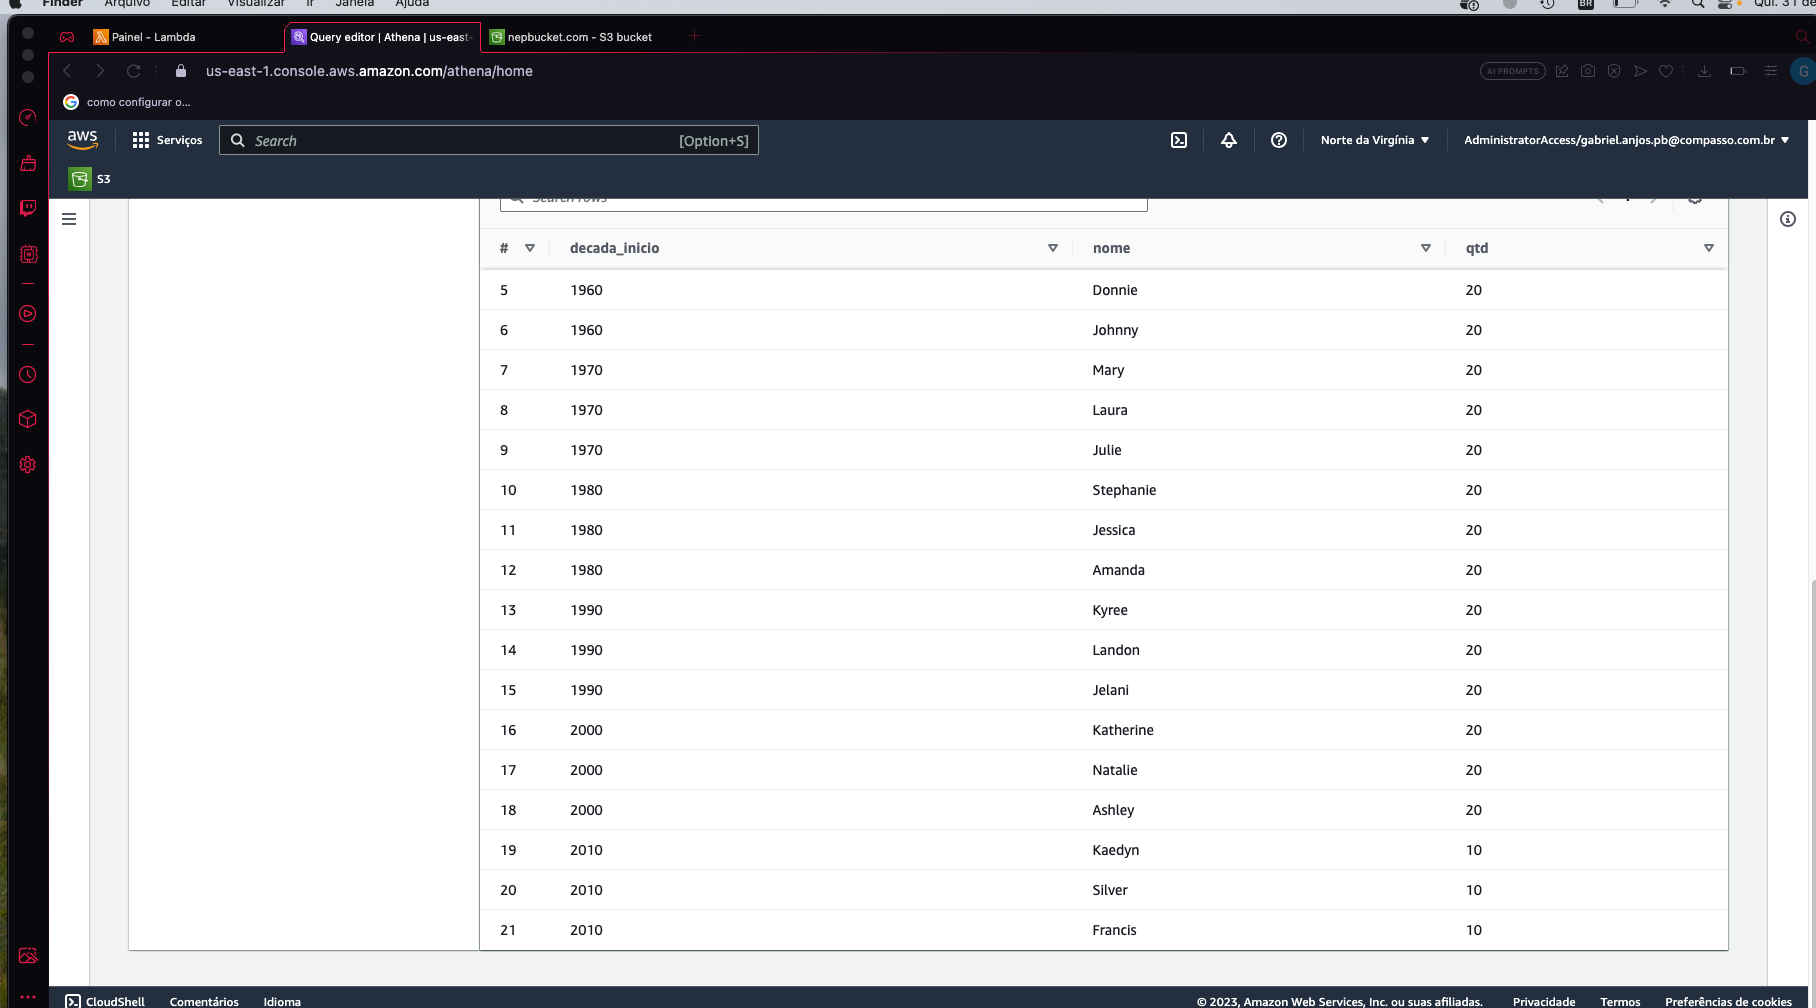 Finder Arquivo Editar Visualizar Ir Janela Ajuda BR
Painel - Lambda Query editor | Athena | us-east- nepbucket.com - S3 bucket
us-east-1.console.aws.amazon.com/athena/home AI PROMPTS G
como configurar o...
aws Serviços Search [Option+S] Norte da Virgínia AdministratorAccess/gabriel.anjos.pb@compasso.com.br
S3
Search rows
# decada_inicio nome qtd
5 1960 Donnie 20
6 1960 Johnny 20
7 1970 Mary 20
8 1970 Laura 20
9 1970 Julie 20
10 1980 Stephanie 20
11 1980 Jessica 20
12 1980 Amanda 20
13 1990 Kyree 20
14 1990 Landon 20
15 1990 Jelani 20
16 2000 Katherine 20
17 2000 Natalie 20
18 2000 Ashley 20
19 2010 Kaedyn 10
20 2010 Silver 10
21 2010 Francis 10
CloudShell Comentários Idioma © 2023, Amazon Web Services, Inc. ou suas afiliadas. Privacidade Termos Preferências de cookies